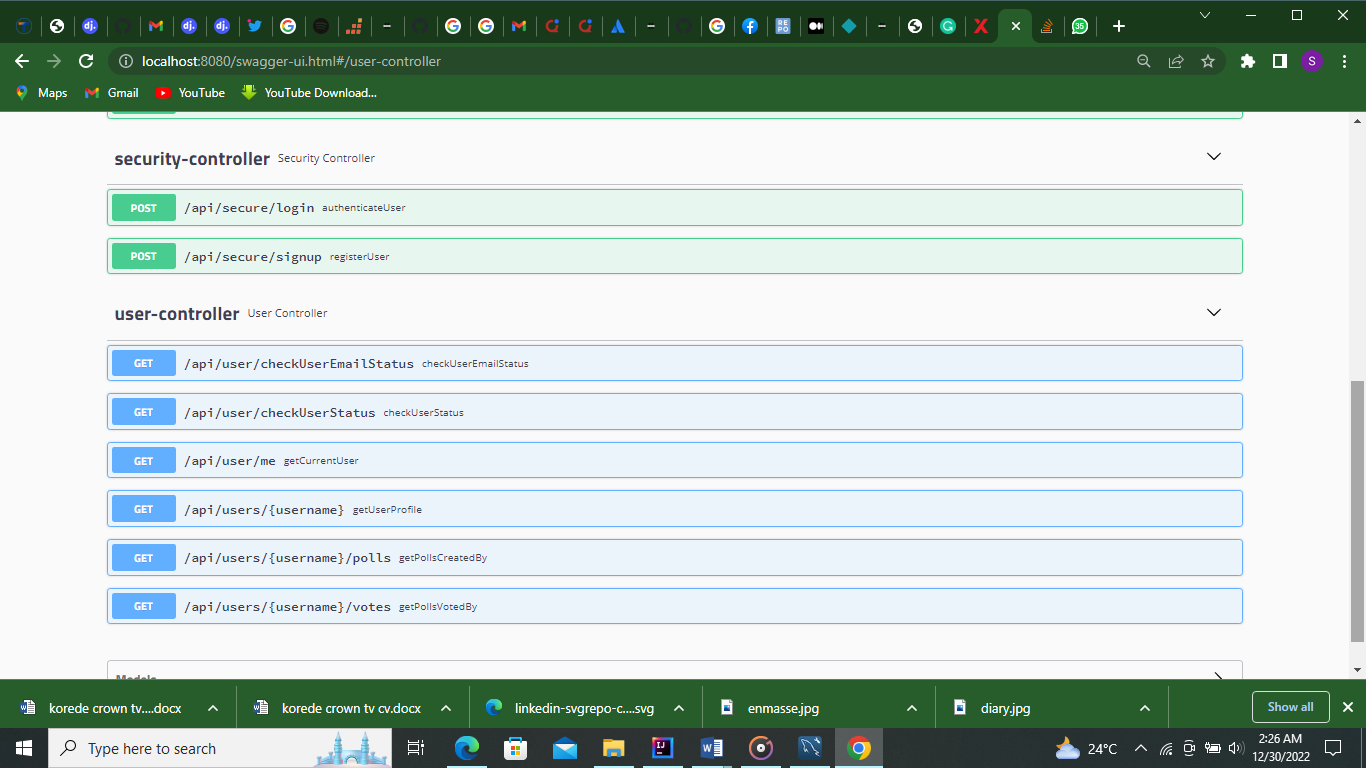 localhost:8080/swagger-ui.html#/user-controller
S
Maps
Gmail
YouTube
YouTube Download...
security-controller Security Controller
POST /api/secure/login authenticateUser
POST /api/secure/signup registerUser
user-controller User Controller
GET /api/user/checkUserEmailStatus checkUserEmailStatus
GET /api/user/checkUserStatus checkUserStatus
GET /api/user/me getCurrentUser
GET /api/users/{username} getUserProfile
GET /api/users/{username}/polls getPollsCreatedBy
GET /api/users/{username}/votes getPollsVotedBy
Models
korede crown tv....docx
korede crown tv cv.docx
linkedin-svgrepo-c....svg
enmasse.jpg
diary.jpg
Show all
Type here to search
24°C
2:26 AM
12/30/2022